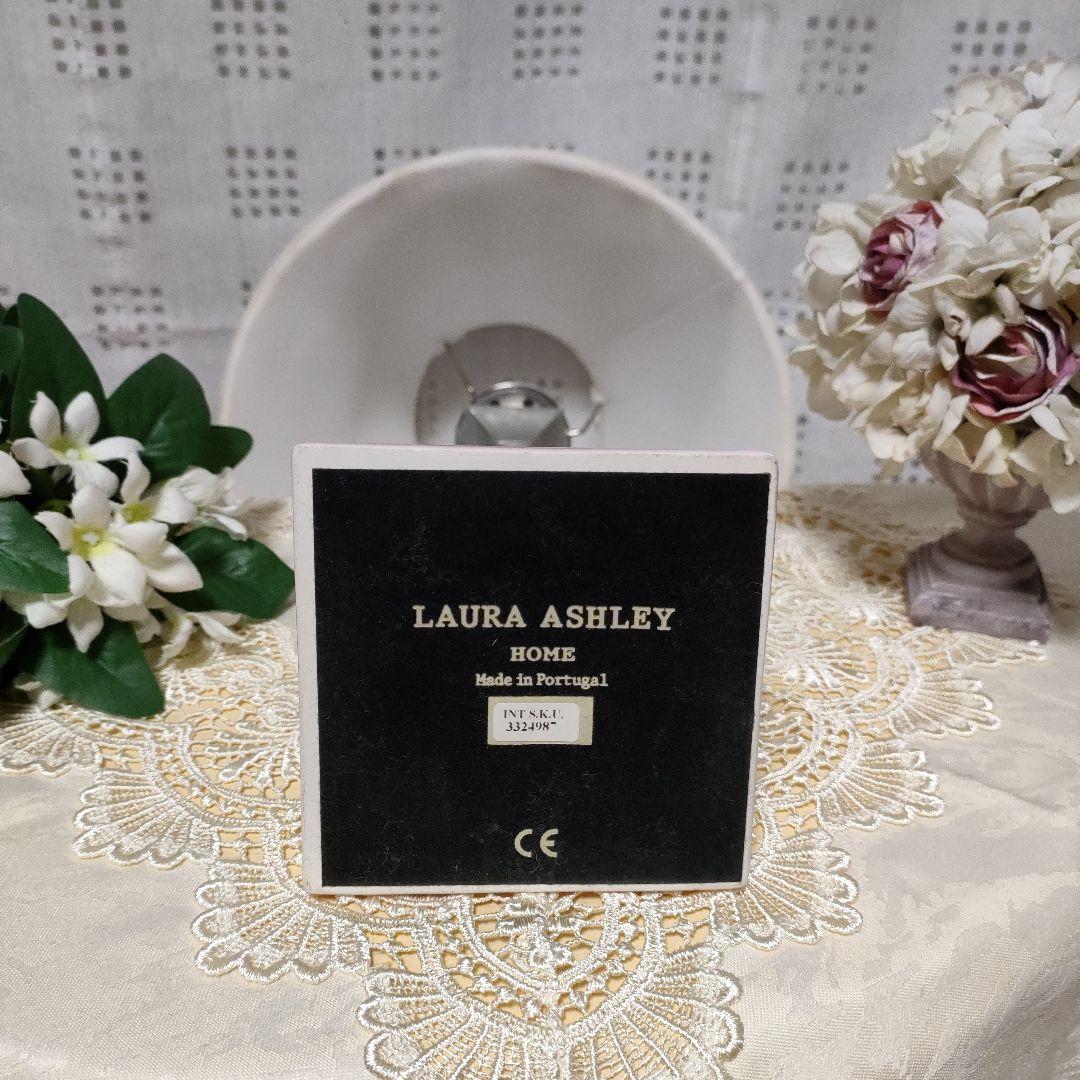 LAURA ASHLEY
HOME
Made in Portugal
INT S.K.U.
3324987
CE